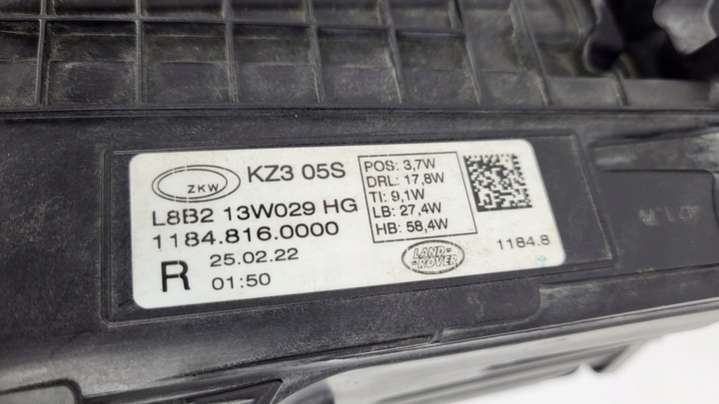 ZKW
KZ3 05S
L8B2 13W029 HG
1184.816.0000
R
25.02.22
01:50
POS: 3,7W
DRL: 17,8W
TI: 9,1W
LB: 27,4W
HB: 58,4W
LAND-
ROVER
1184.8